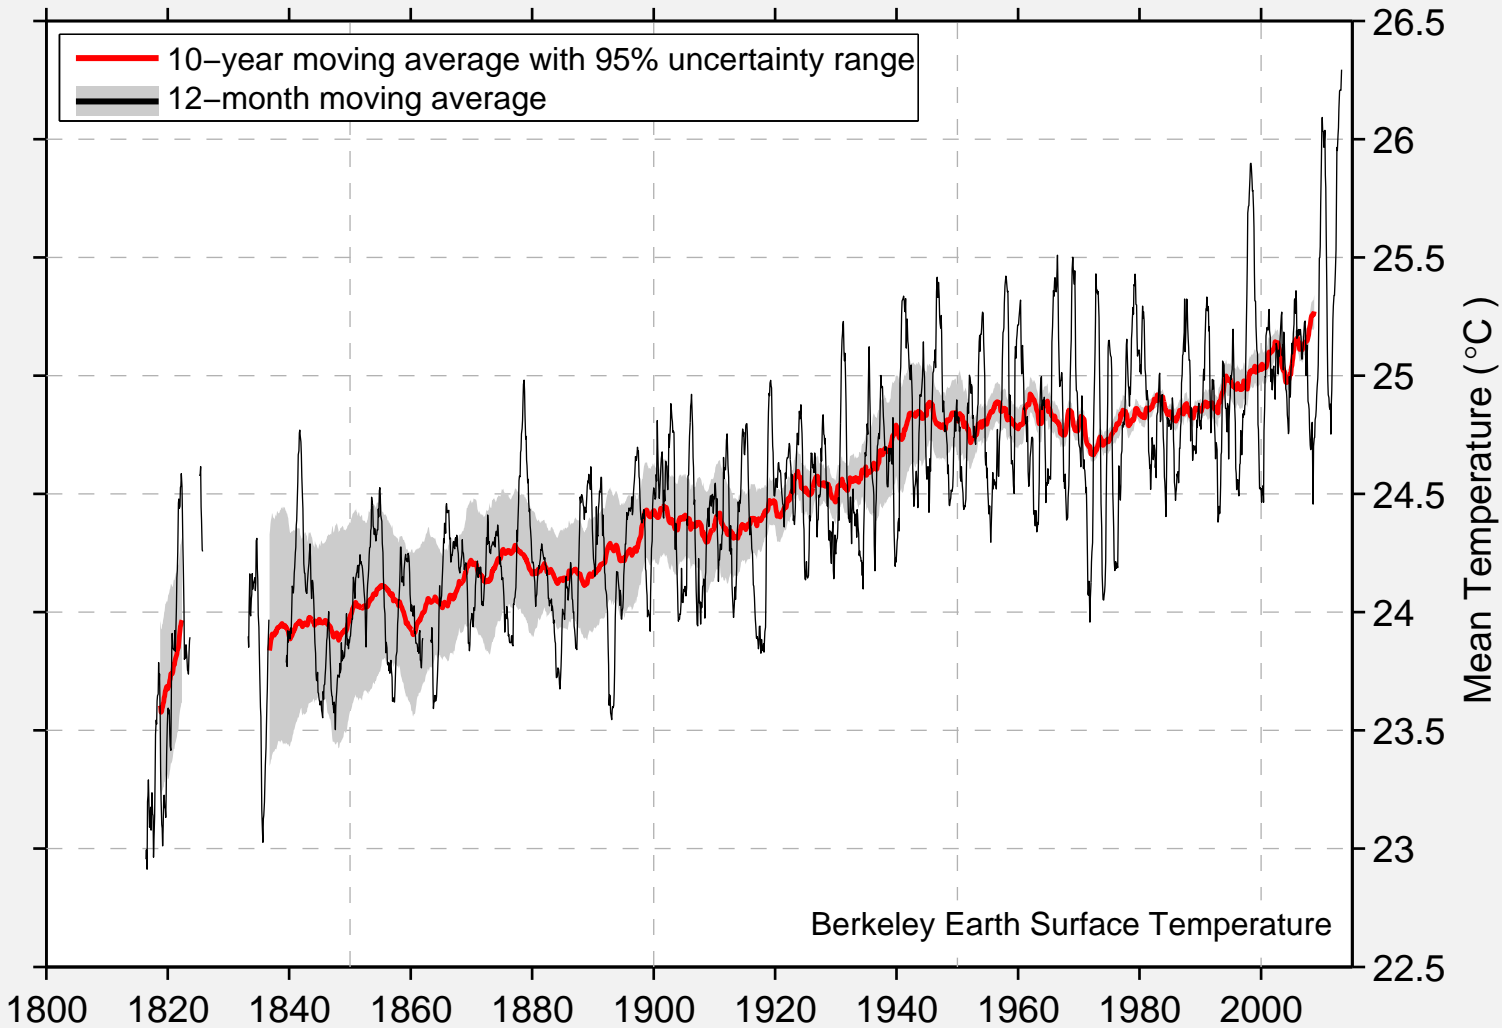 10−year moving average with 95% uncertainty range
12−month moving average
26.5
26
25.5
25
24.5
24
23.5
23
22.5
Mean Temperature ( °C )
Berkeley Earth Surface Temperature
1800 1820 1840 1860 1880 1900 1920 1940 1960 1980 2000